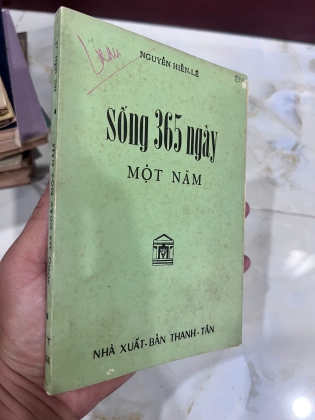 NGUYỄN HIẾN-LÊ
Sống 365 ngày
MỘT NĂM
NHÀ XUẤT-BẢN THANH-TÂN